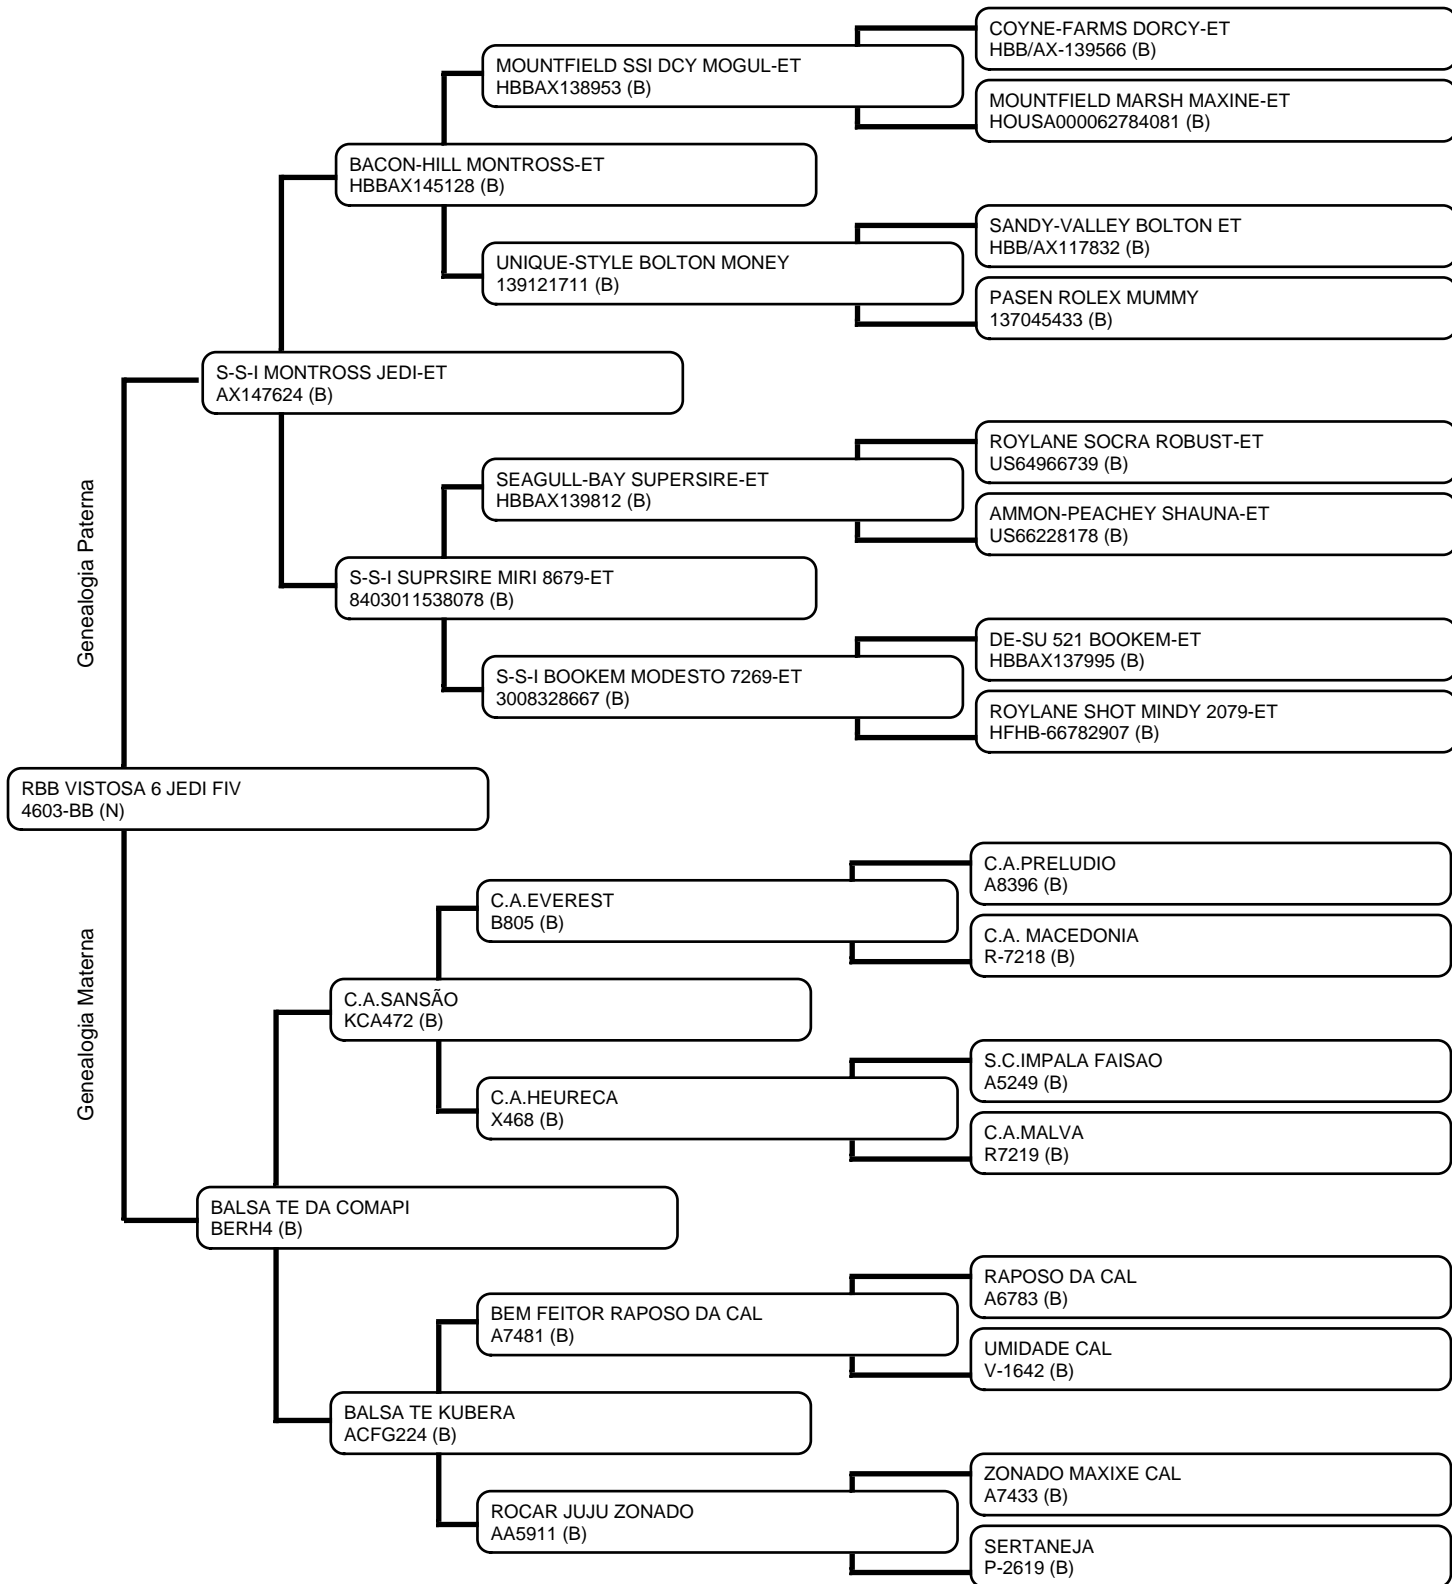 COYNE-FARMS DORCY-ET
HBB/AX-139566 (B)
MOUNTFIELD SSI DCY MOGUL-ET
HBBAX138953 (B)
MOUNTFIELD MARSH MAXINE-ET
HOUSA000062784081 (B)
BACON-HILL MONTROSS-ET
HBBAX145128 (B)
SANDY-VALLEY BOLTON ET
HBB/AX117832 (B)
UNIQUE-STYLE BOLTON MONEY
139121711 (B)
PASEN ROLEX MUMMY
137045433 (B)
S-S-I MONTROSS JEDI-ET
AX147624 (B)
ROYLANE SOCRA ROBUST-ET
US64966739 (B)
SEAGULL-BAY SUPERSIRE-ET
HBBAX139812 (B)
AMMON-PEACHEY SHAUNA-ET
US66228178 (B)
Genealogia Paterna
S-S-I SUPRSIRE MIRI 8679-ET
8403011538078 (B)
DE-SU 521 BOOKEM-ET
HBBAX137995 (B)
S-S-I BOOKEM MODESTO 7269-ET
3008328667 (B)
ROYLANE SHOT MINDY 2079-ET
HFHB-66782907 (B)
RBB VISTOSA 6 JEDI FIV
4603-BB (N)
C.A.PRELUDIO
A8396 (B)
C.A.EVEREST
B805 (B)
C.A. MACEDONIA
R-7218 (B)
Genealogia Materna
C.A.SANSÃO
KCA472 (B)
S.C.IMPALA FAISAO
A5249 (B)
C.A.HEURECA
X468 (B)
C.A.MALVA
R7219 (B)
BALSA TE DA COMAPI
BERH4 (B)
RAPOSO DA CAL
A6783 (B)
BEM FEITOR RAPOSO DA CAL
A7481 (B)
UMIDADE CAL
V-1642 (B)
BALSA TE KUBERA
ACFG224 (B)
ZONADO MAXIXE CAL
A7433 (B)
ROCAR JUJU ZONADO
AA5911 (B)
SERTANEJA
P-2619 (B)